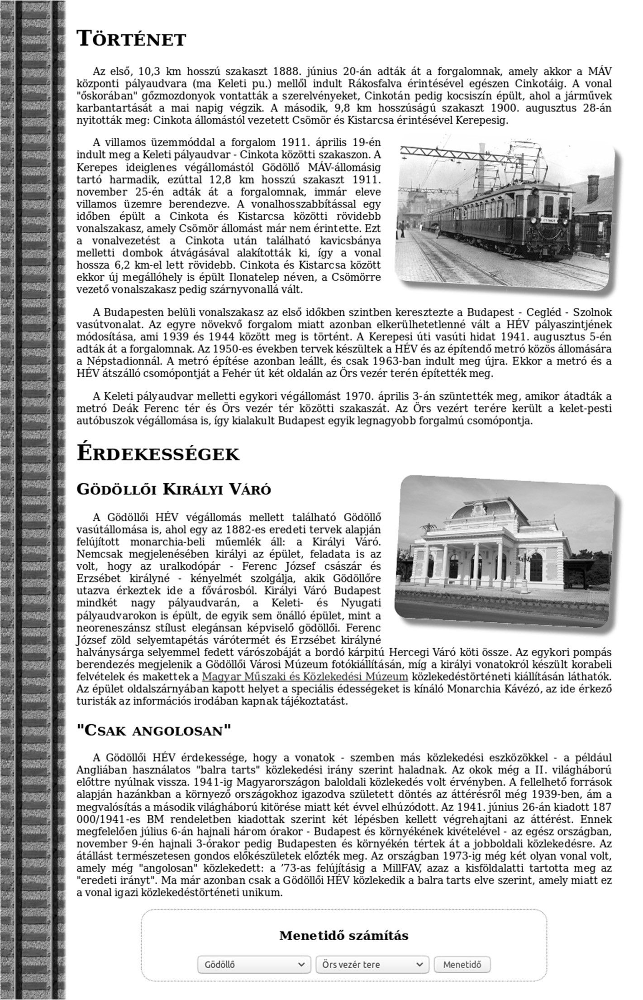 Történet
Az első, 10,3 km hosszú szakaszt 1888. június 20-án adták át a forgalomnak, amely akkor a MÁV
központi pályaudvara (ma Keleti pu.) mellől indult Rákosfalva érintésével egészen Cinkotáig. A vonal
"őskorában" gőzmozdonyok vontatták a szerelvényeket, Cinkotán pedig kocsiszín épült, ahol a járművek
karbantartását a mai napig végzik. A második, 9,8 km hosszúságú szakaszt 1900. augusztus 28-án
nyitották meg: Cinkota állomástól vezetett Csömör és Kistarcsa érintésével Kerepesig.
A villamos üzemmóddal a forgalom 1911. április 19-én
indult meg a Keleti pályaudvar - Cinkota közötti szakaszon. A
Kerepes ideiglenes végállomástól Gödöllő MÁV-állomásig
tartó harmadik, ezúttal 12,8 km hosszú szakaszt 1911.
november 25-én adták át a forgalomnak, immár eleve
villamos üzemre berendezve. A vonalhosszabbítással egy
időben épült a Cinkota és Kistarcsa közötti rövidebb
vonalszakasz, amely Csömör állomást már nem érintette. Ezt
a vonalvezetést a Cinkota után található kavicsbánya
melletti dombok átvágásával alakították ki, így a vonal
hossza 6,2 km-el lett rövidebb. Cinkota és Kistarcsa között
ekkor új megállóhely is épült Ilonatelep néven, a Csömörre
vezető vonalszakasz pedig szárnyvonallá vált.
A Budapesten belüli vonalszakasz az első időkben szintben keresztezte a Budapest - Cegléd - Szolnok
vasútvonalat. Az egyre növekvő forgalom miatt azonban elkerülhetetlenné vált a HÉV pályaszintjének
módosítása, ami 1939 és 1944 között meg is történt. A Kerepesi úti vasúti hidat 1941. augusztus 5-én
adták át a forgalomnak. Az 1950-es években tervek készültek a HÉV és az építendő metró közös állomására
a Népstadionnál. A metró építése azonban leállt, és csak 1963-ban indult meg újra. Ekkor a metró és a
HÉV átszálló csomópontját a Fehér út két oldalán az Örs vezér terén építették meg.
A Keleti pályaudvar melletti egykori végállomást 1970. április 3-án szüntették meg, amikor átadták a
metró Deák Ferenc tér és Örs vezér tér közötti szakaszát. Az Örs vezért terére került a kelet-pesti
autóbuszok végállomása is, így kialakult Budapest egyik legnagyobb forgalmú csomópontja.
Érdekességek
Gödöllői Királyi Váró
A Gödöllői HÉV végállomás mellett található Gödöllő
vasútállomása is, ahol egy az 1882-es eredeti tervek alapján
felújított monarchia-beli műemlék áll: a Királyi Váró.
Nemcsak megjelenésében királyi az épület, feladata is az
volt, hogy az uralkodópár - Ferenc József császár és
Erzsébet királyné - kényelmét szolgálja, akik Gödöllőre
utazva érkeztek ide a fővárosból. Királyi Váró Budapest
mindkét nagy pályaudvarán, a Keleti- és Nyugati
pályaudvarokon is épült, de egyik sem önálló épület, mint a
neoreneszánsz stílust elegánsan képviselő gödöllői. Ferenc
József zöld selyemtapétás várótermét és Erzsébet királyné
halványsárga selyemmel fedett várószobáját a bordó kárpitú Hercegi Váró köti össze. Az egykori pompás
berendezés megjelenik a Gödöllői Városi Múzeum fotókiállításán, míg a királyi vonatokról készült korabeli
felvételek és makettek a Magyar Műszaki és Közlekedési Múzeum közlekedéstörténeti kiállításán láthatók.
Az épület oldalszárnyában kapott helyet a speciális édességeket is kínáló Monarchia Kávézó, az ide érkező
turisták az információs irodában kapnak tájékoztatást.
"Csak angolosan"
A Gödöllői HÉV érdekessége, hogy a vonatok - szemben más közlekedési eszközökkel - a például
Angliában használatos "balra tarts" közlekedési irány szerint haladnak. Az okok még a II. világháború
előttre nyúlnak vissza. 1941-ig Magyarországon baloldali közlekedés volt érvényben. A fellelhető források
alapján hazánkban a környező országokhoz igazodva született döntés az áttérésről még 1939-ben, ám a
megvalósítás a második világháború kitörése miatt két évvel elhúzódott. Az 1941. június 26-án kiadott 187
000/1941-es BM rendeletben kiadottak szerint két lépésben kellett végrehajtani az áttérést. Ennek
megfelelően július 6-án hajnali három órakor - Budapest és környékének kivételével - az egész országban,
november 9-én hajnali 3-órakor pedig Budapesten és környékén tértek át a jobboldali közlekedésre. Az
átállást természetesen gondos előkészületek előzték meg. Az országban 1973-ig még két olyan vonal volt,
amely még "angolosan" közlekedett: a ’73-as felújításig a MillFAV, azaz a kisföldalatti tartotta meg az
"eredeti irányt". Ma már azonban csak a Gödöllői HÉV közlekedik a balra tarts elve szerint, amely miatt ez
a vonal igazi közlekedéstörténeti unikum.
Menetidő számítás
Gödöllő Örs vezér tere Menetidő